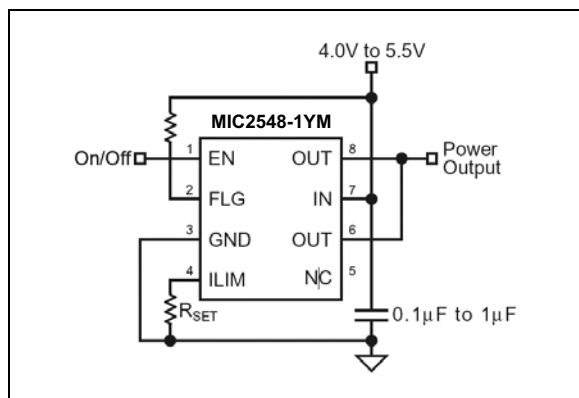 4.0V to 5.5V
MIC2548-1YM
On/Off
1 EN OUT 8
Power
Output
2 FLG IN 7
3 GND OUT 6
4 ILIM NC 5
RSET
0.1μF to 1μF